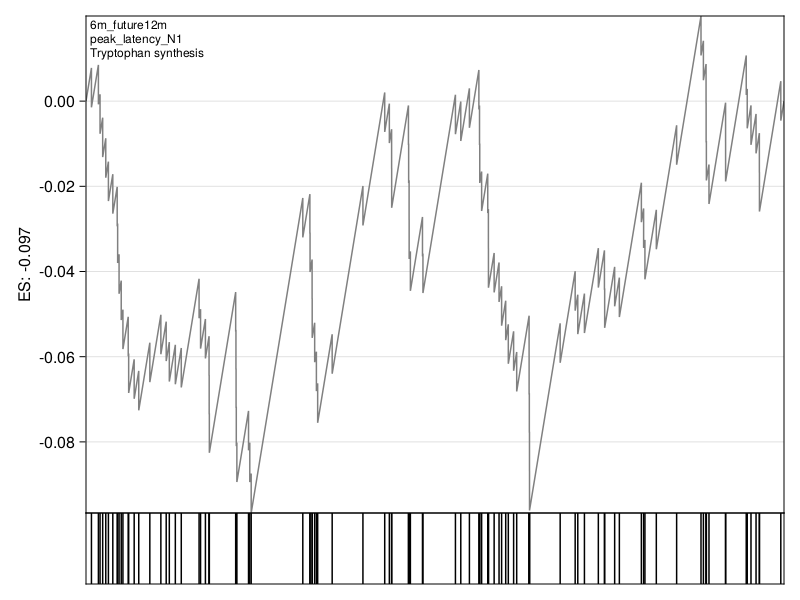 6m_future12m
peak_latency_N1
Tryptophan synthesis
0.00
-0.02
-0.04
-0.06
-0.08
ES: -0.097